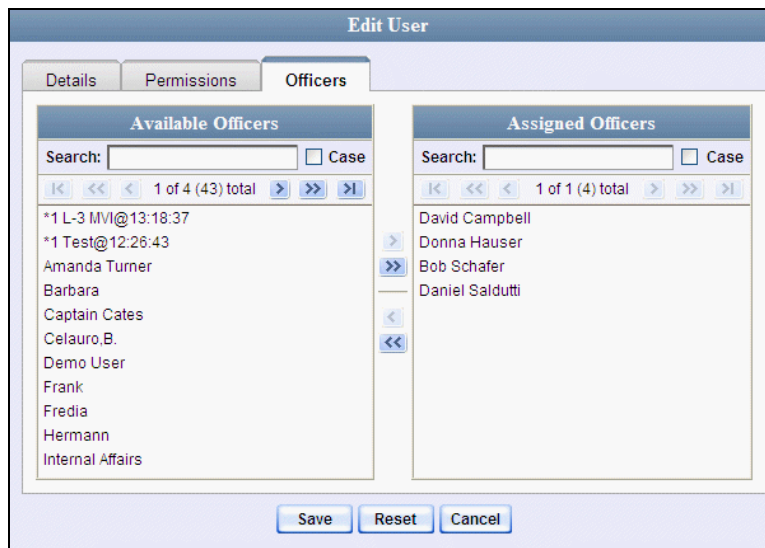 Edit User
Details Permissions Officers
Available Officers
Search: Case
1 of 4 (43) total
*1 L-3 MVI@13:18:37
*1 Test@12:26:43
Amanda Turner
Barbara
Captain Cates
Celauro,B.
Demo User
Frank
Fredia
Hermann
Internal Affairs
Assigned Officers
Search: Case
1 of 1 (4) total
David Campbell
Donna Hauser
Bob Schafer
Daniel Saldutti
Save Reset Cancel